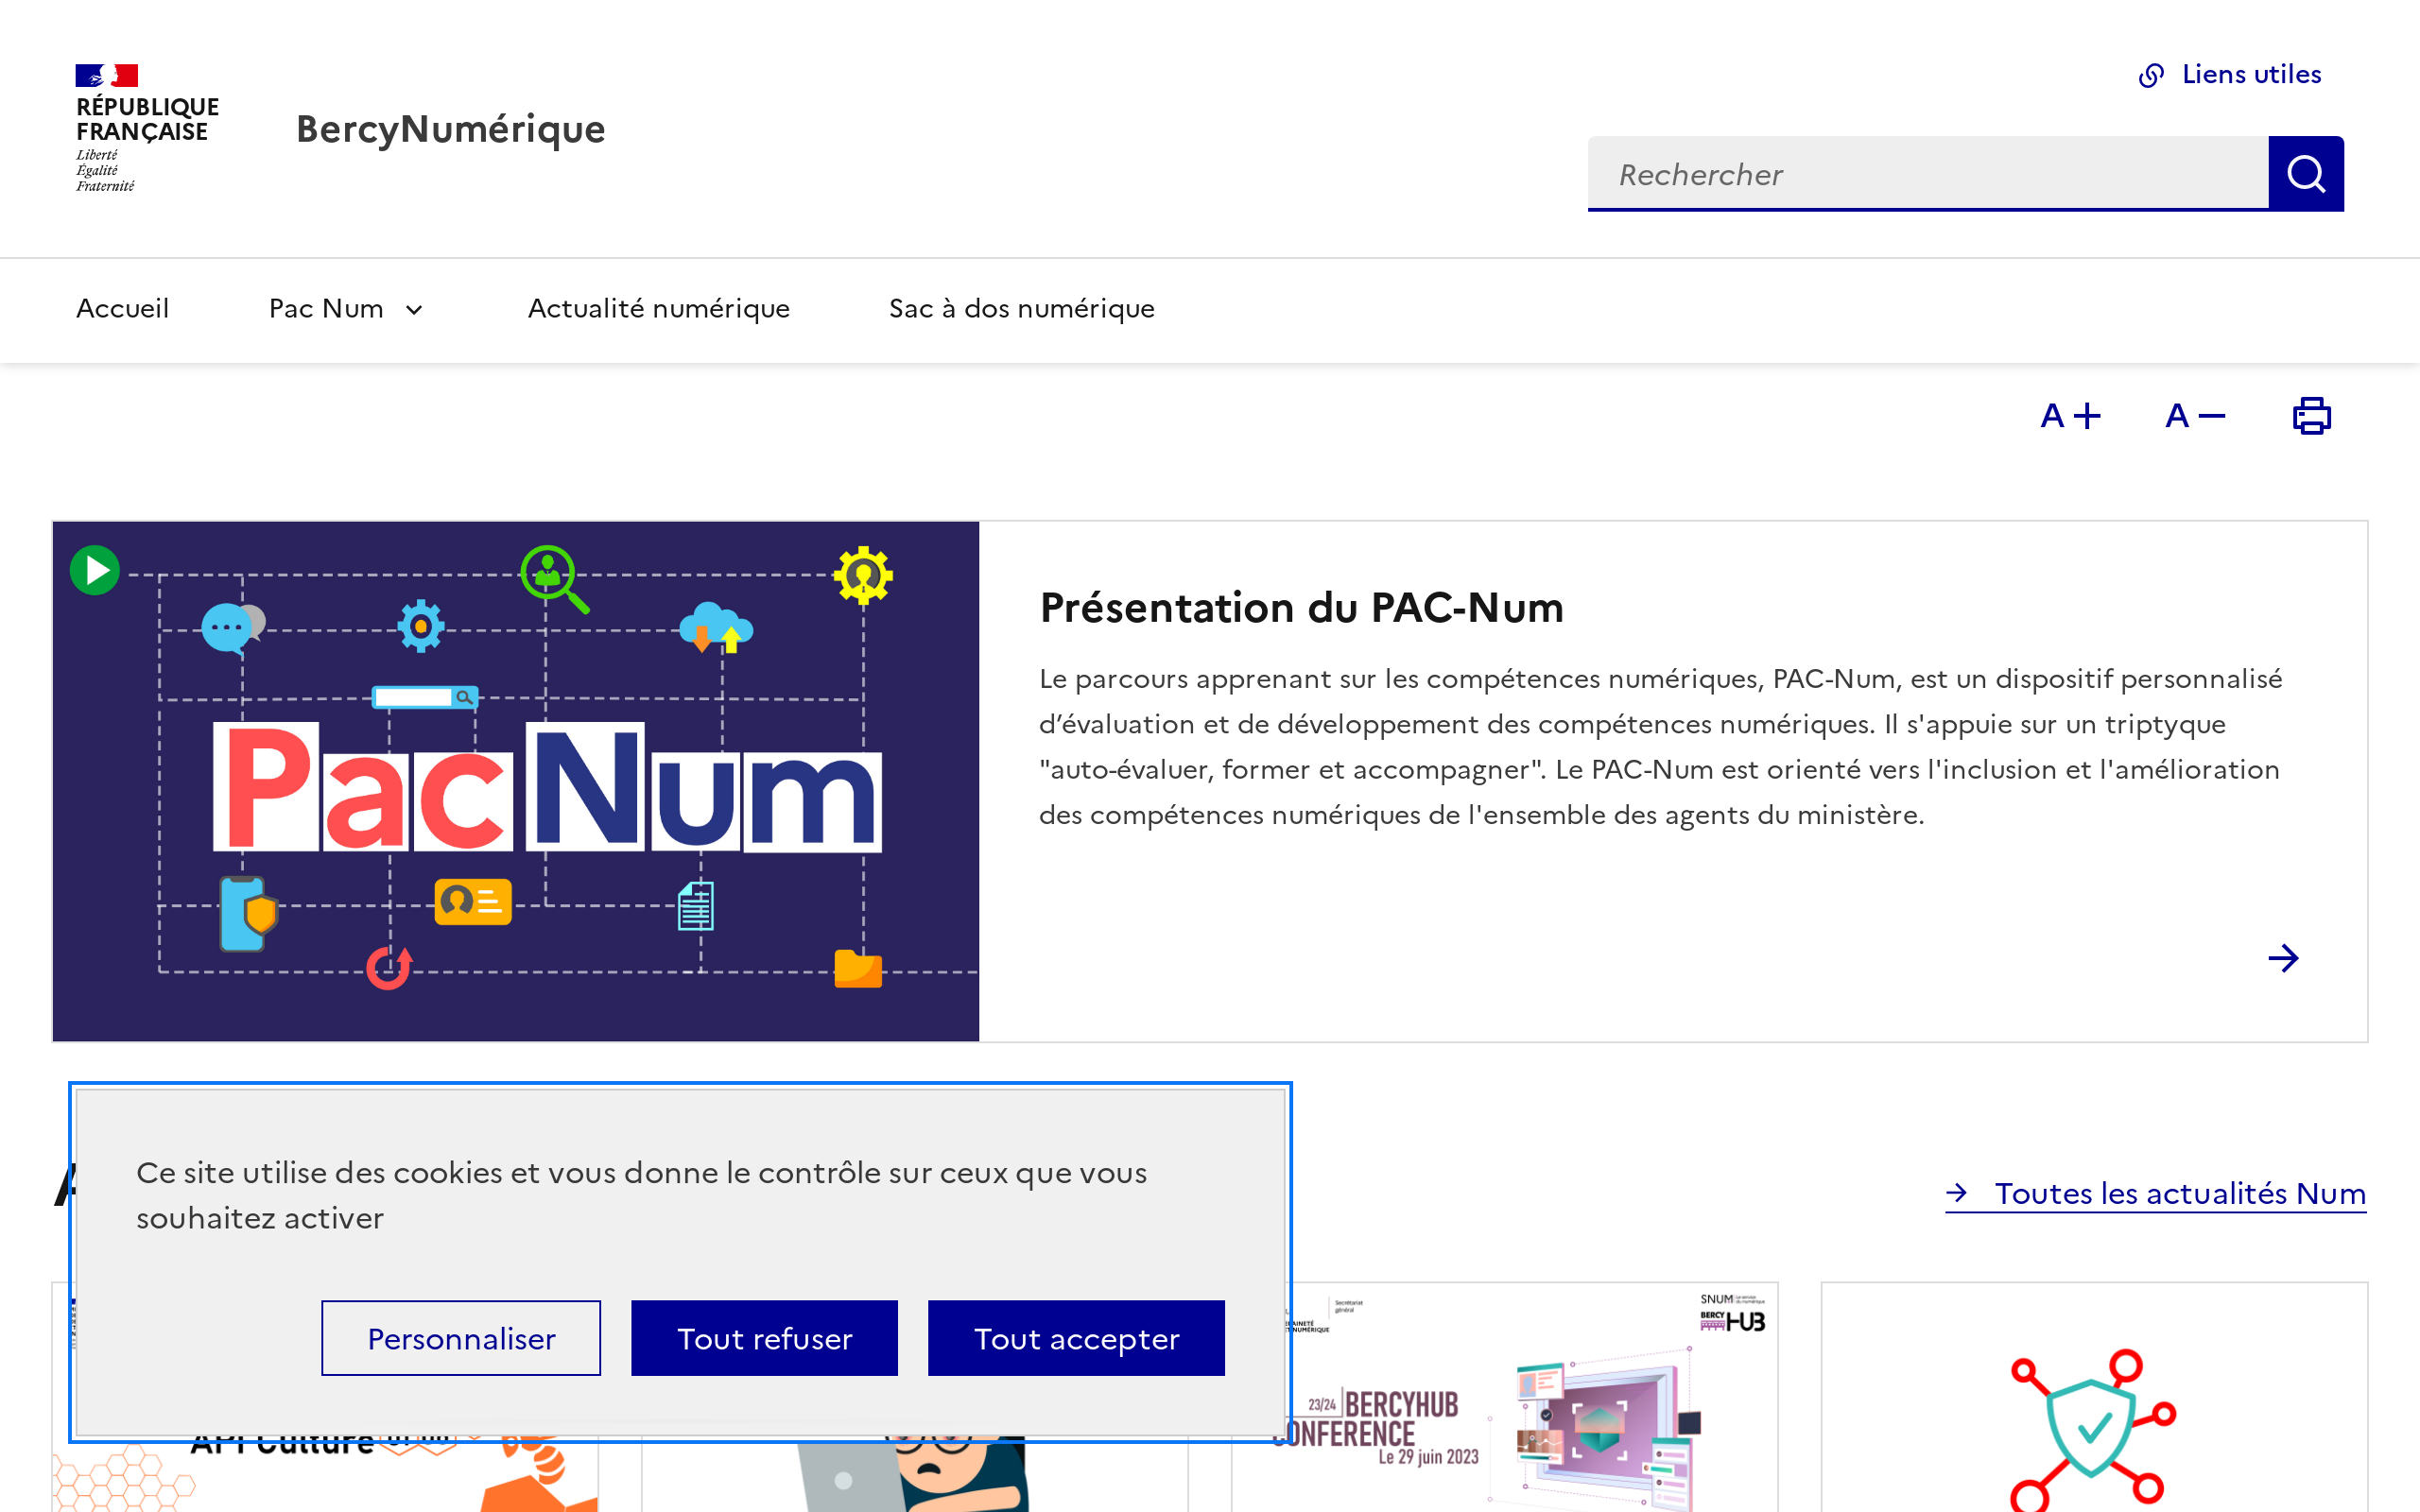 RÉPUBLIQUE
FRANÇAISE
Liberté
Égalité
Fraternité
BercyNumérique
Liens utiles
Rechercher
Accueil
Pac Num
Actualité numérique
Sac à dos numérique
A+
A−
PacNum
Présentation du PAC-Num
Le parcours apprenant sur les compétences numériques, PAC-Num, est un dispositif personnalisé
d’évaluation et de développement des compétences numériques. Il s'appuie sur un triptyque
"auto-évaluer, former et accompagner". Le PAC-Num est orienté vers l'inclusion et l'amélioration
des compétences numériques de l'ensemble des agents du ministère.
Toutes les actualités Num
Ce site utilise des cookies et vous donne le contrôle sur ceux que vous
souhaitez activer
Personnaliser
Tout refuser
Tout accepter
API Culture
Secrétariat
général
SNUM
BERCY HUB
23/24 BERCYHUB
CONFERENCE
Le 29 juin 2023